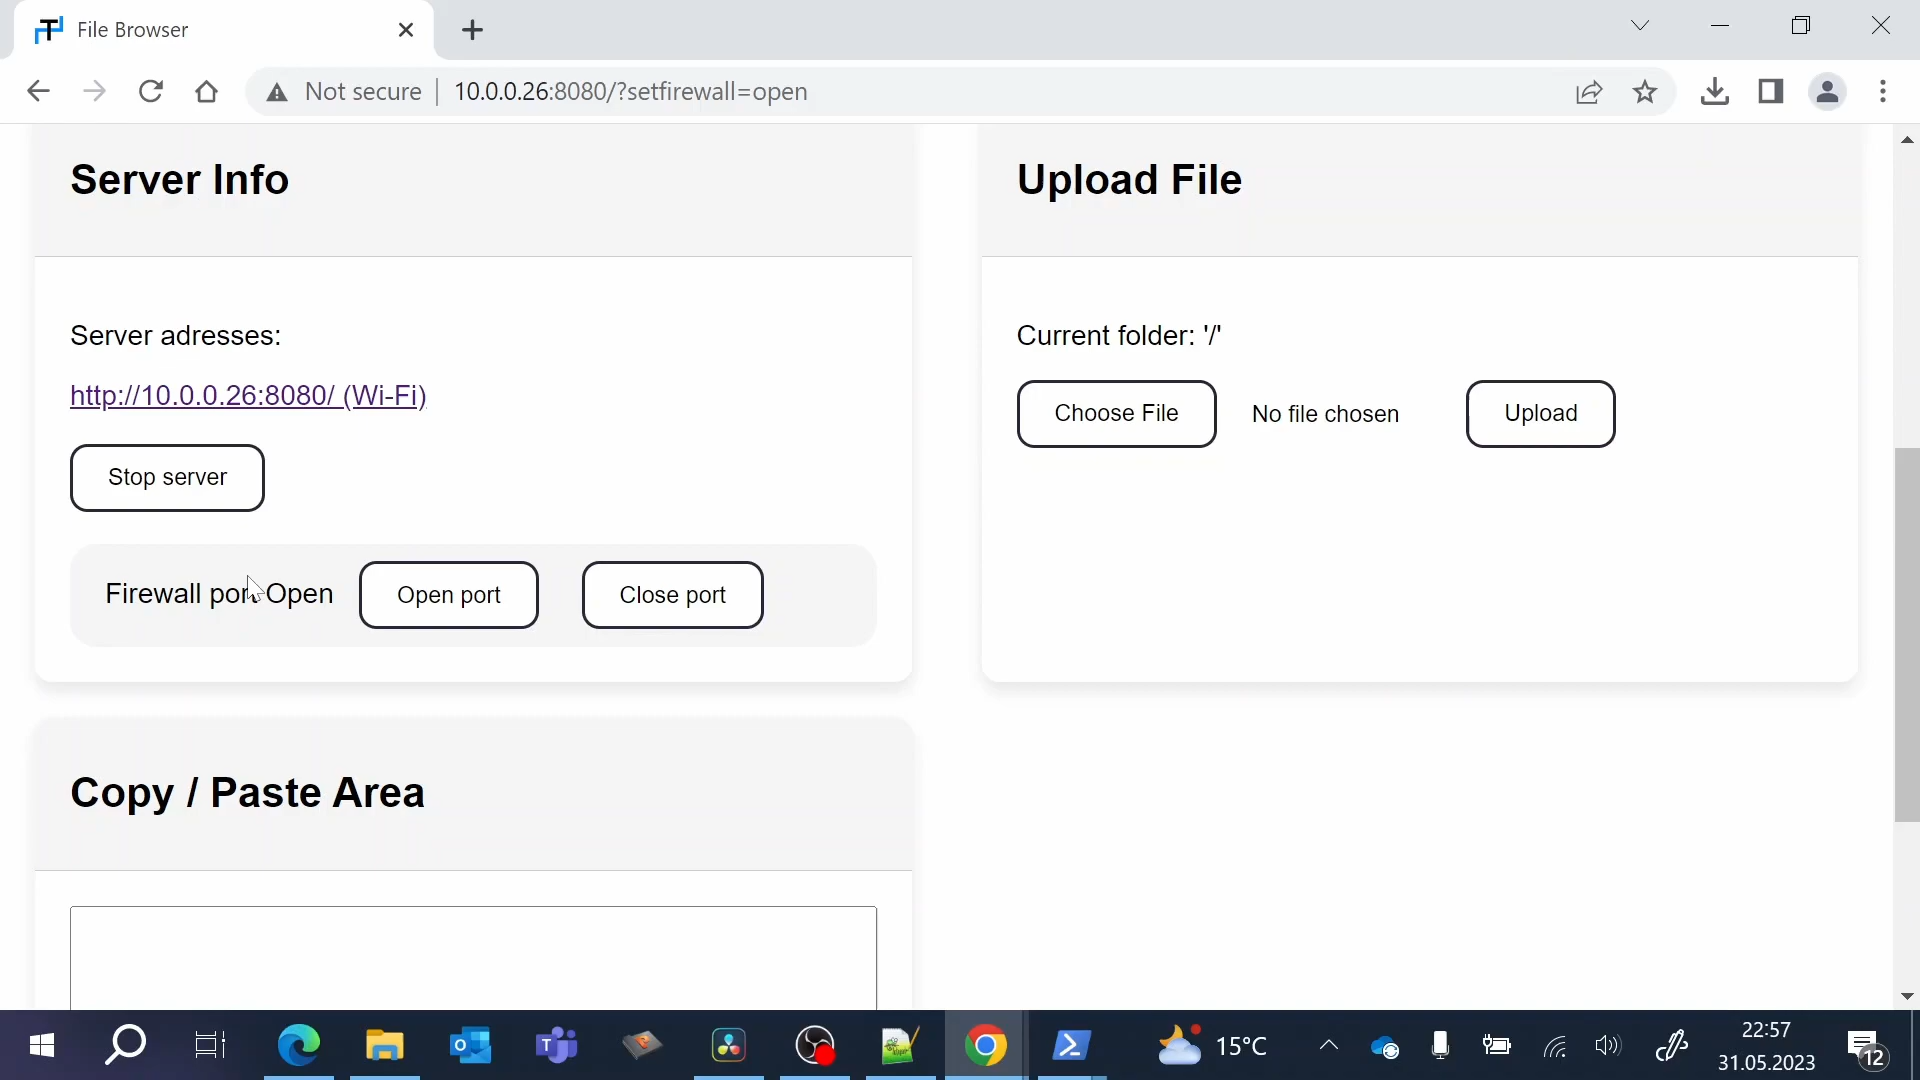 File Browser
Not secure
10.0.0.26:8080/?setfirewall=open
Server Info
Server adresses:
http://10.0.0.26:8080/ (Wi-Fi)
Stop server
Firewall port Open
Open port
Close port
Upload File
Current folder: '/'
Choose File
No file chosen
Upload
Copy / Paste Area
15°C
22:57
31.05.2023
12